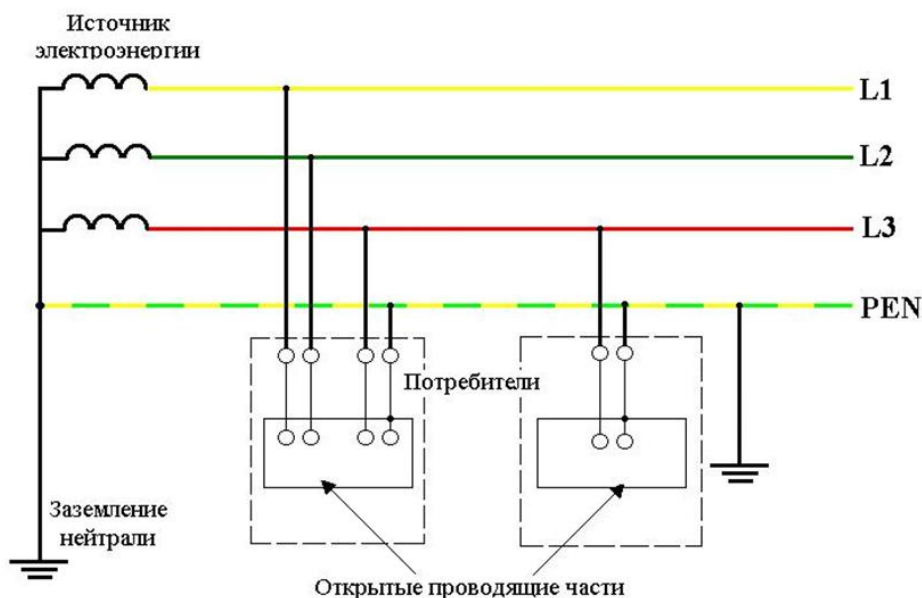 Источник
электроэнергии
L1
L2
L3
PEN
Потребители
Заземление
нейтрали
Открытые проводящие части